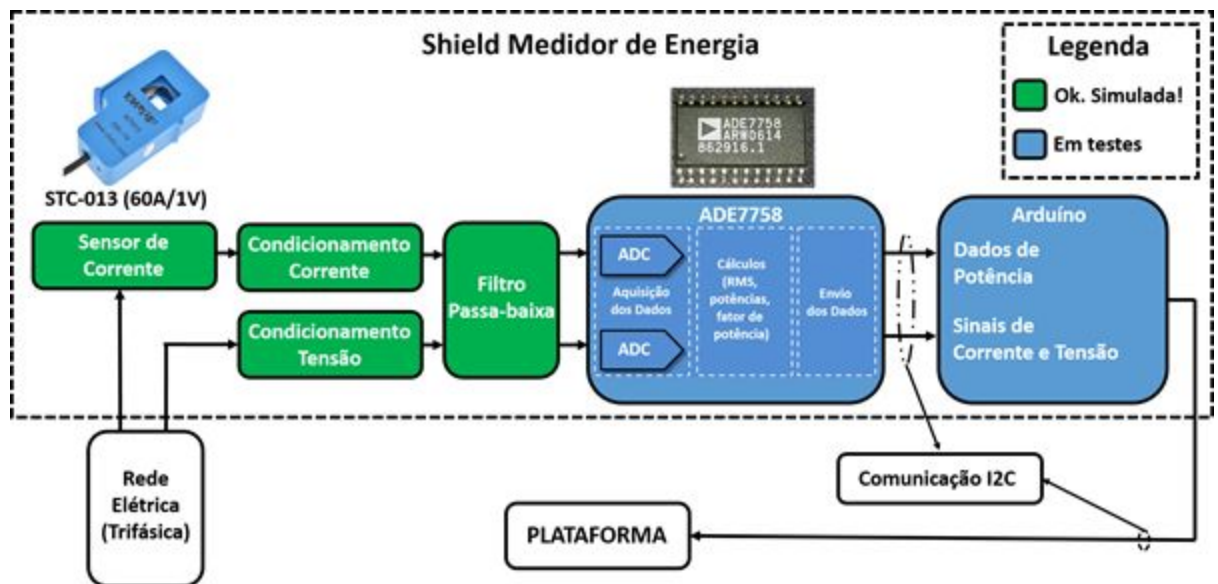 Shield Medidor de Energia
Legenda
Ok. Simulada!
Em testes
ADE7758
ARW0614
862916.1
STC-013 (60A/1V)
Sensor de
Corrente
Condicionamento
Corrente
Condicionamento
Tensão
Filtro
Passa-baixa
ADE7758
ADC
Aquisição
dos Dados
ADC
Cálculos
(RMS,
potências,
fator de
potência)
Envio
dos Dados
Arduíno
Dados de
Potência
Sinais de
Corrente e Tensão
Rede
Elétrica
(Trifásica)
Comunicação I2C
PLATAFORMA